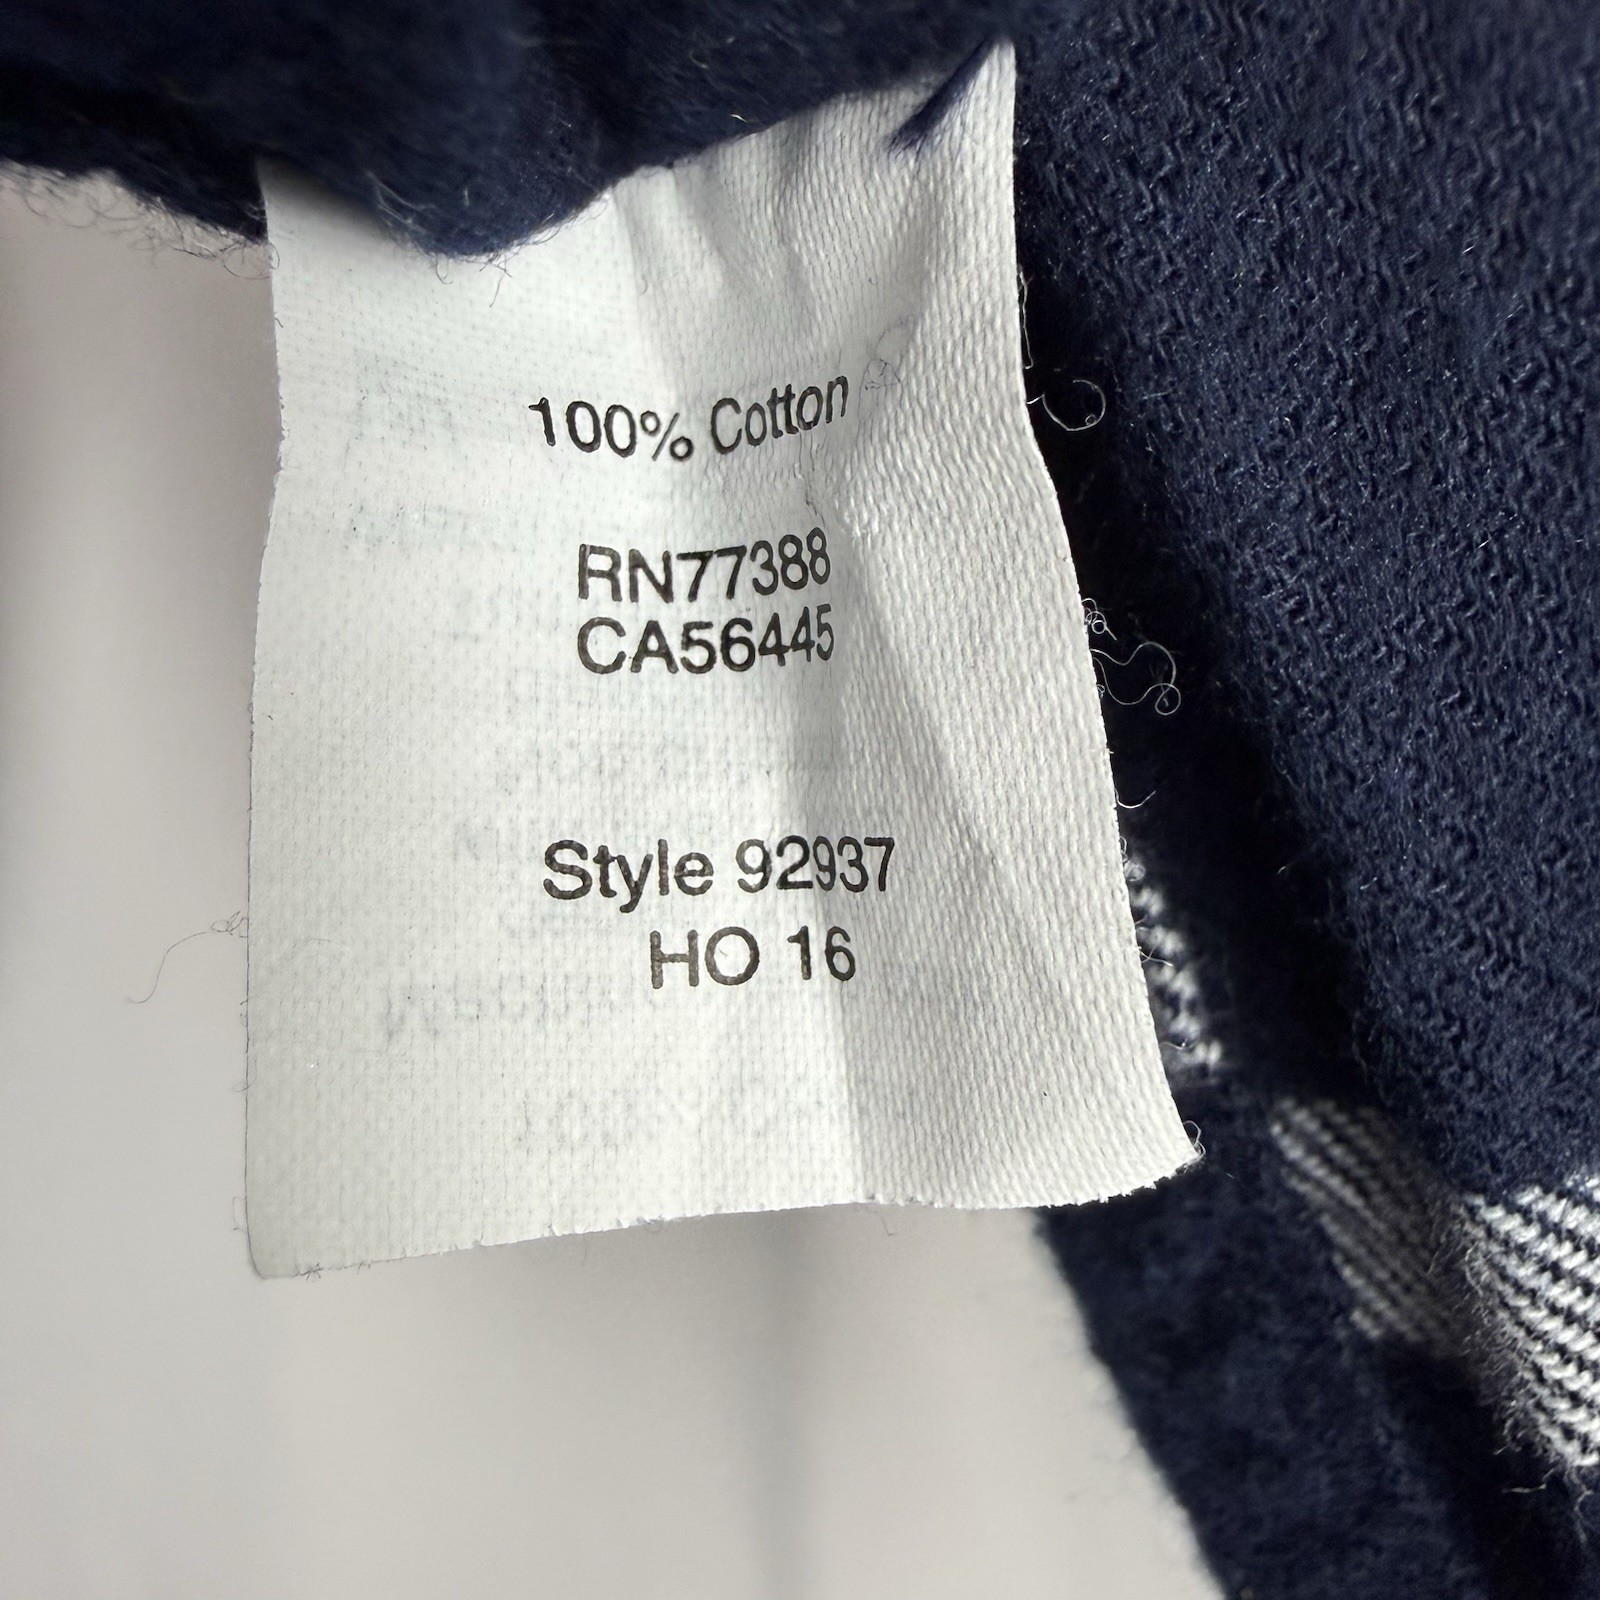 100% Cotton
RN77388
CA56445
Style 92937
HO 16